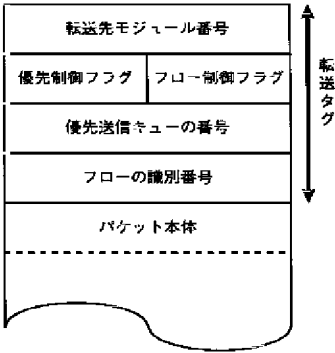 転送先モジュール番号
優先制御フラグ
フロー制御フラグ
優先送信キューの番号
フローの識別番号
パケット本体
転送タグ